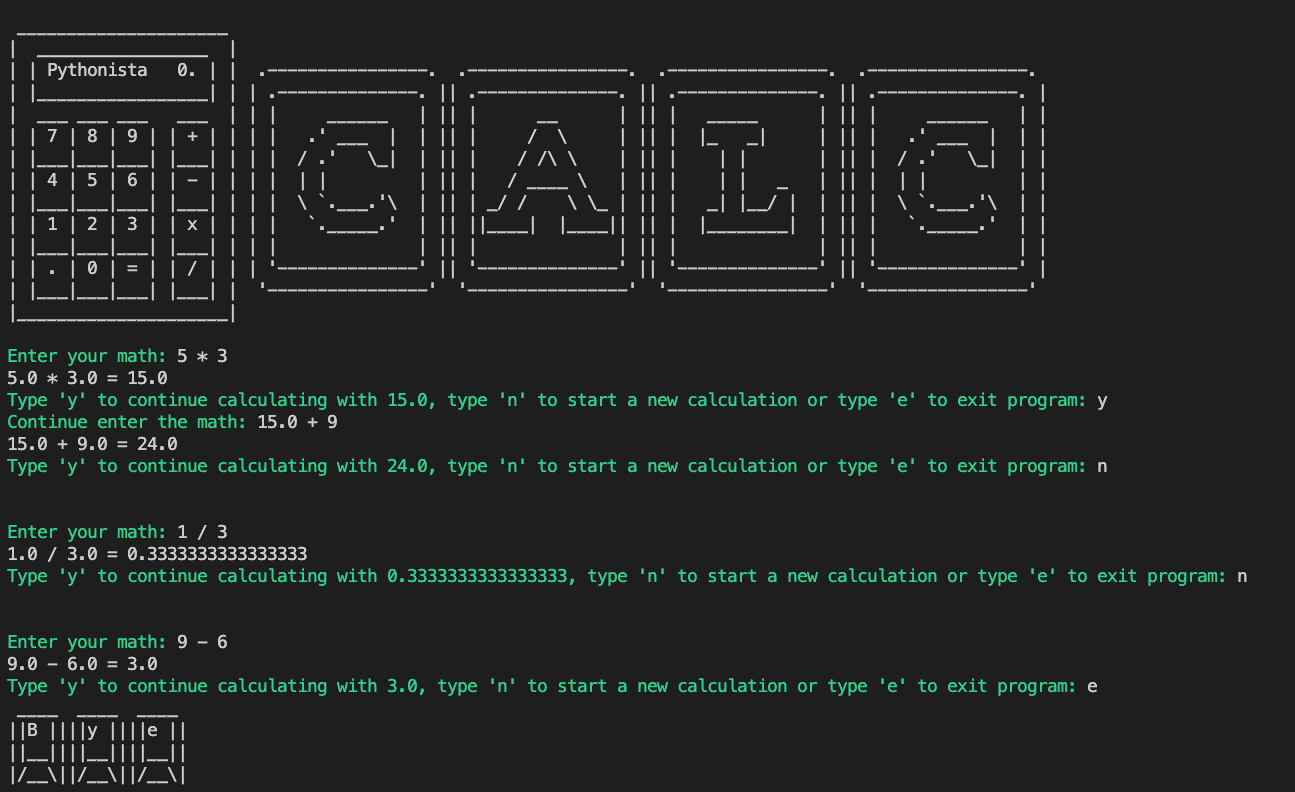 Pythonista 0.
CALC
7 8 9 +
4 5 6 -
1 2 3 x
. 0 = /
Enter your math: 5 * 3
5.0 * 3.0 = 15.0
Type 'y' to continue calculating with 15.0, type 'n' to start a new calculation or type 'e' to exit program: y
Continue enter the math: 15.0 + 9
15.0 + 9.0 = 24.0
Type 'y' to continue calculating with 24.0, type 'n' to start a new calculation or type 'e' to exit program: n
Enter your math: 1 / 3
1.0 / 3.0 = 0.3333333333333333
Type 'y' to continue calculating with 0.3333333333333333, type 'n' to start a new calculation or type 'e' to exit program: n
Enter your math: 9 - 6
9.0 - 6.0 = 3.0
Type 'y' to continue calculating with 3.0, type 'n' to start a new calculation or type 'e' to exit program: e
B y e